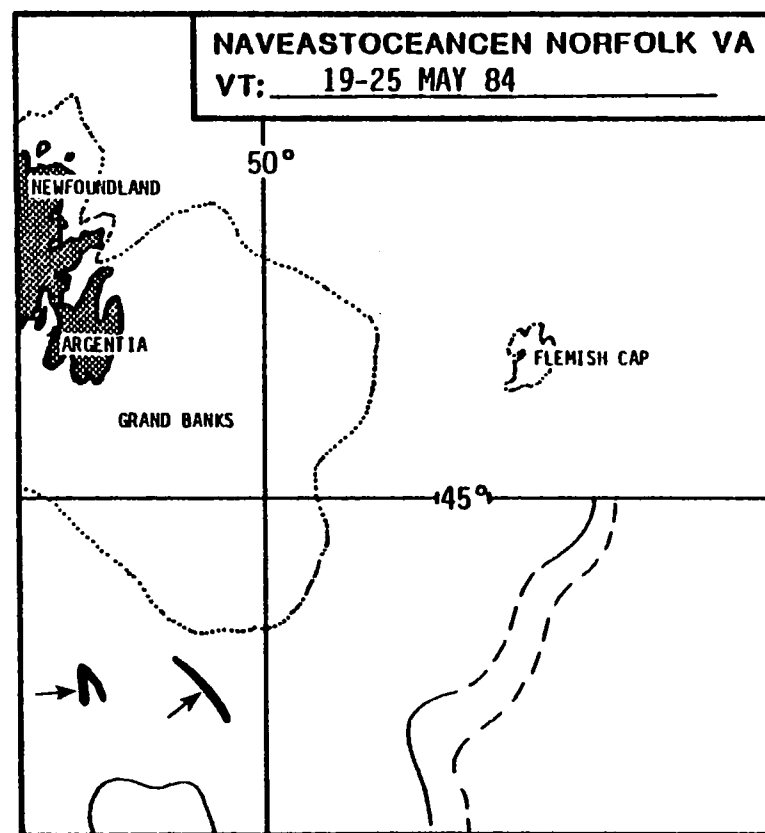 NAVEASTOCEANCEN NORFOLK VA
VT: 19-25 MAY 84
50°
NEWFOUNDLAND
ARGENTIA
FLEMISH CAP
GRAND BANKS
45°